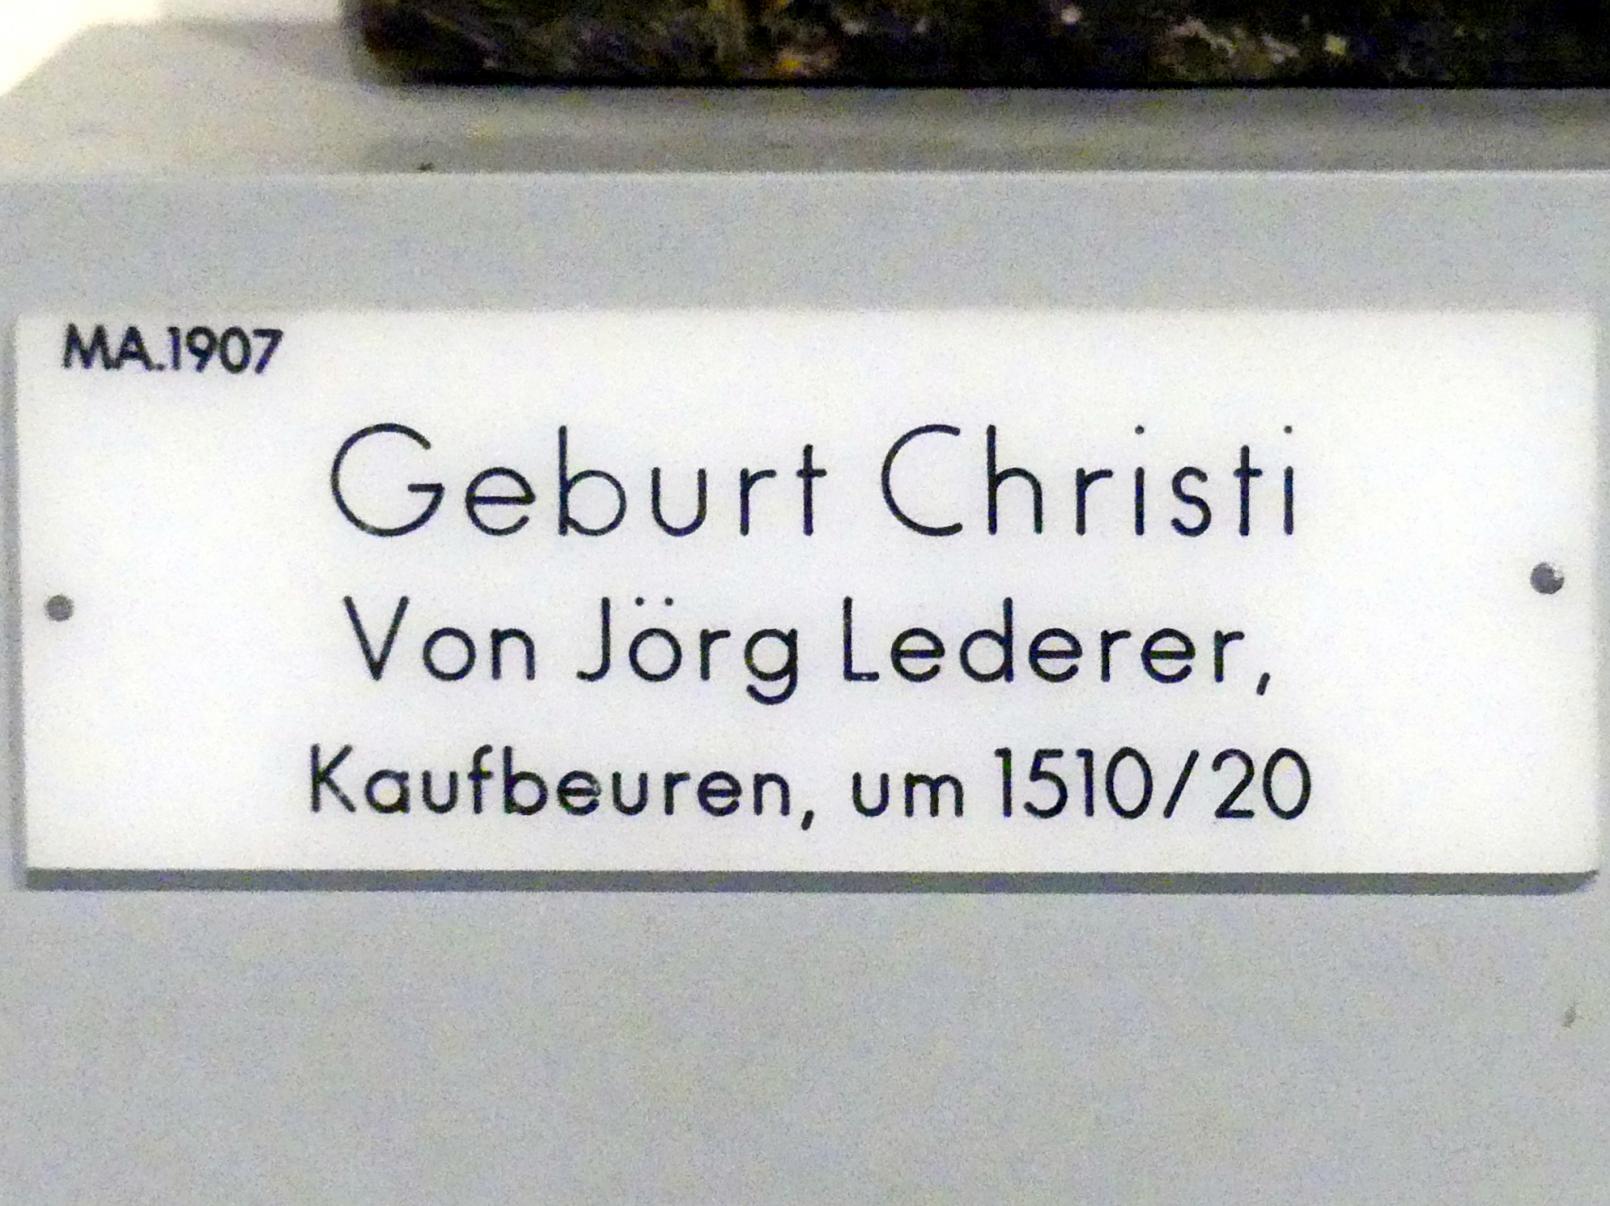 MA.1907
Geburt Christi
Von Jörg Lederer,
Kaufbeuren, um 1510/20